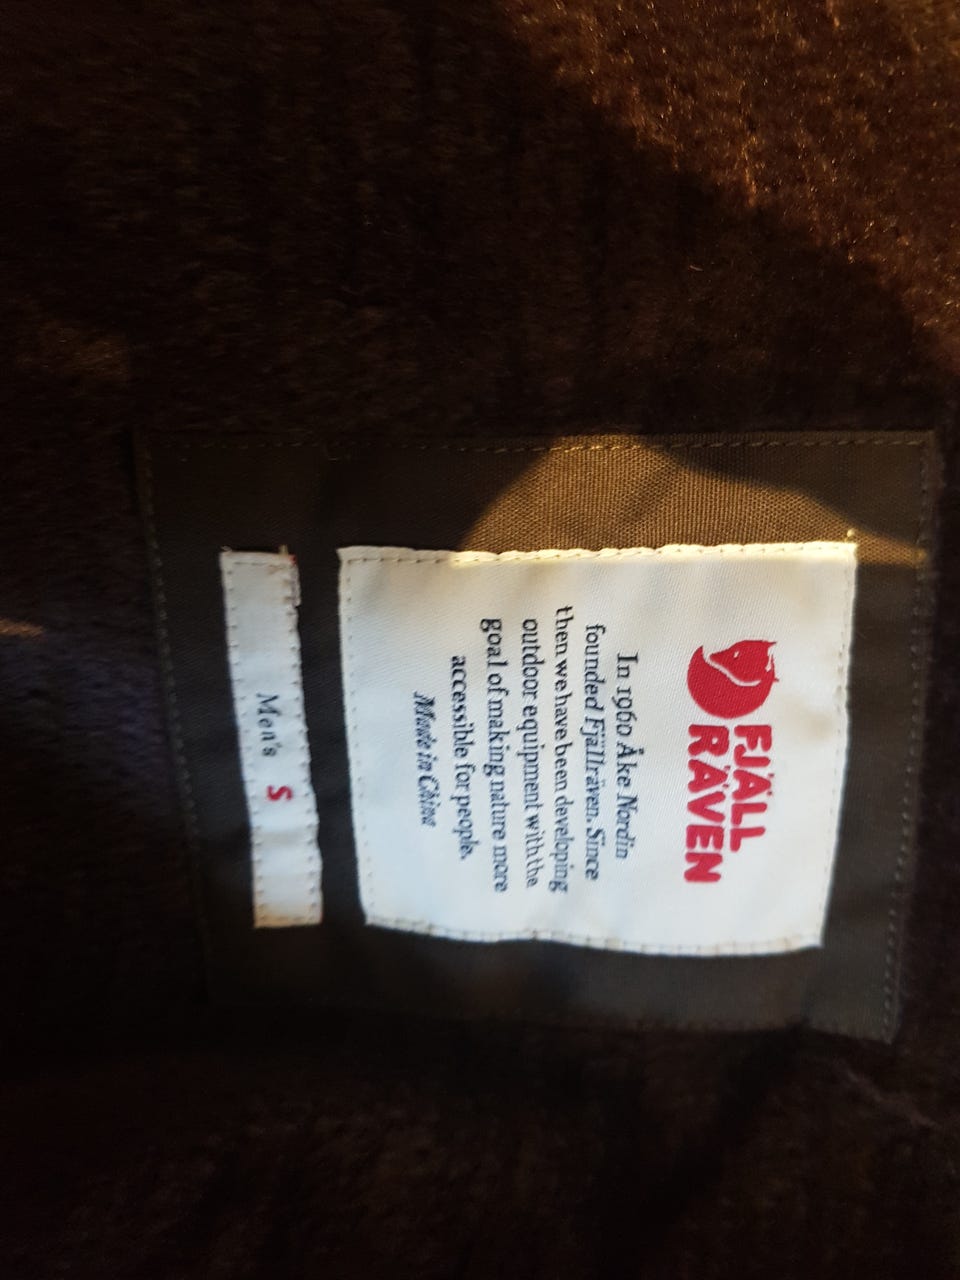 FJÄLL
RÄVEN
In 1960 Åke Nordin
founded Fjällräven. Since
then we have been developing
outdoor equipment with the
goal of making nature more
accessible for people.
Made in China
Men's S